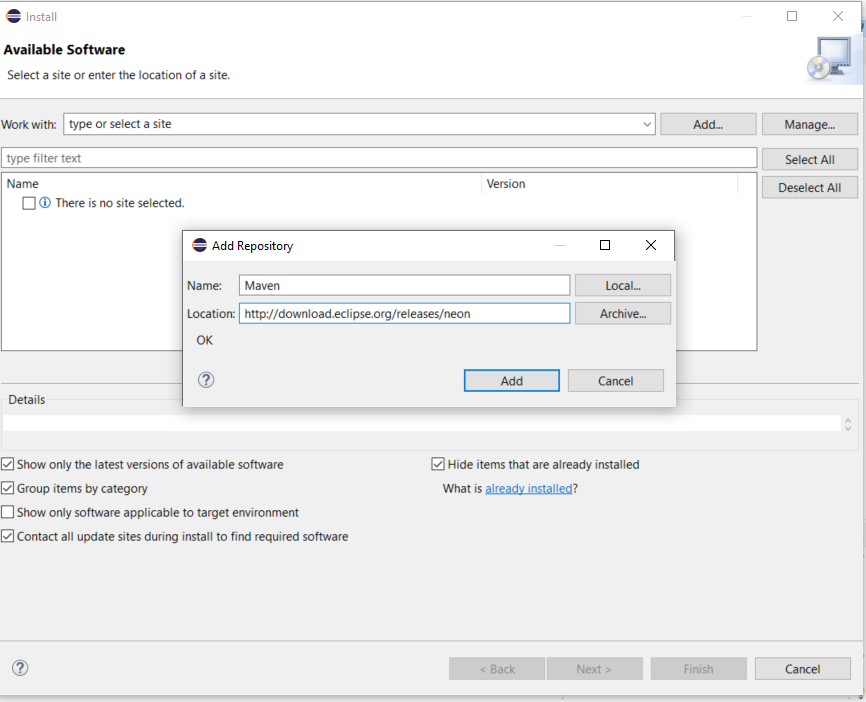 Install
Available Software
Select a site or enter the location of a site.
Work with: type or select a site Add... Manage...
type filter text Select All
Name Version Deselect All
There is no site selected.
Add Repository
Name: Maven Local...
Location: http://download.eclipse.org/releases/neon Archive...
OK
Add Cancel
Details
Show only the latest versions of available software Hide items that are already installed
Group items by category What is already installed?
Show only software applicable to target environment
Contact all update sites during install to find required software
< Back Next > Finish Cancel